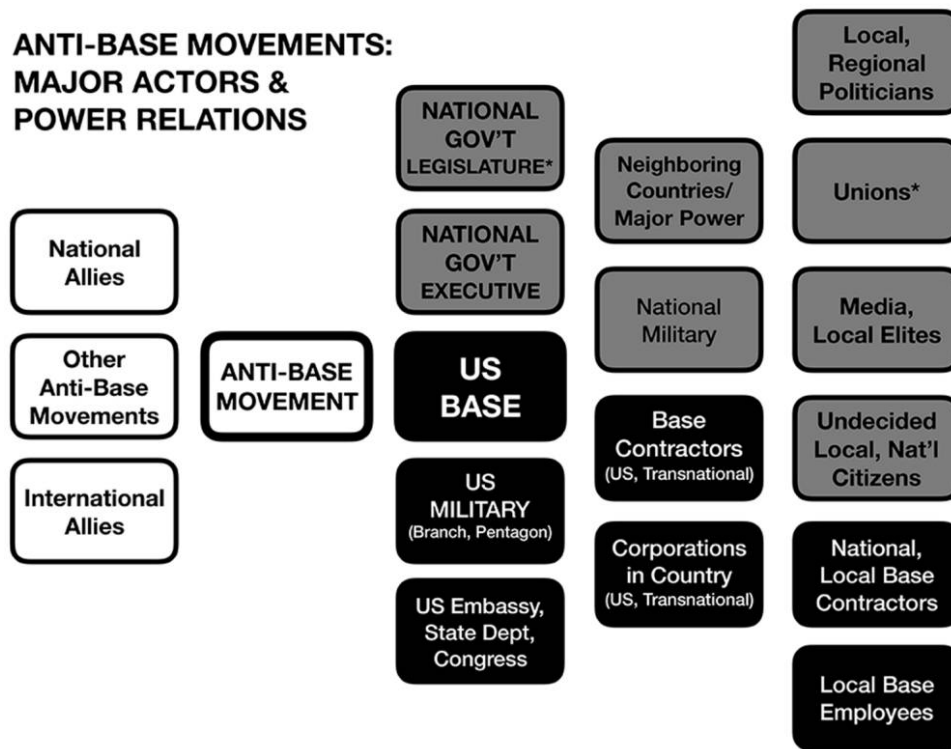 ANTI-BASE MOVEMENTS:
MAJOR ACTORS &
POWER RELATIONS
National
Allies
Other
Anti-Base
Movements
International
Allies
ANTI-BASE
MOVEMENT
NATIONAL
GOV'T
LEGISLATURE*
NATIONAL
GOV'T
EXECUTIVE
US
BASE
US
MILITARY
(Branch, Pentagon)
US Embassy,
State Dept,
Congress
Neighboring
Countries/
Major Power
National
Military
Base
Contractors
(US, Transnational)
Corporations
in Country
(US, Transnational)
Local,
Regional
Politicians
Unions*
Media,
Local Elites
Undecided
Local, Nat'l
Citizens
National,
Local Base
Contractors
Local Base
Employees